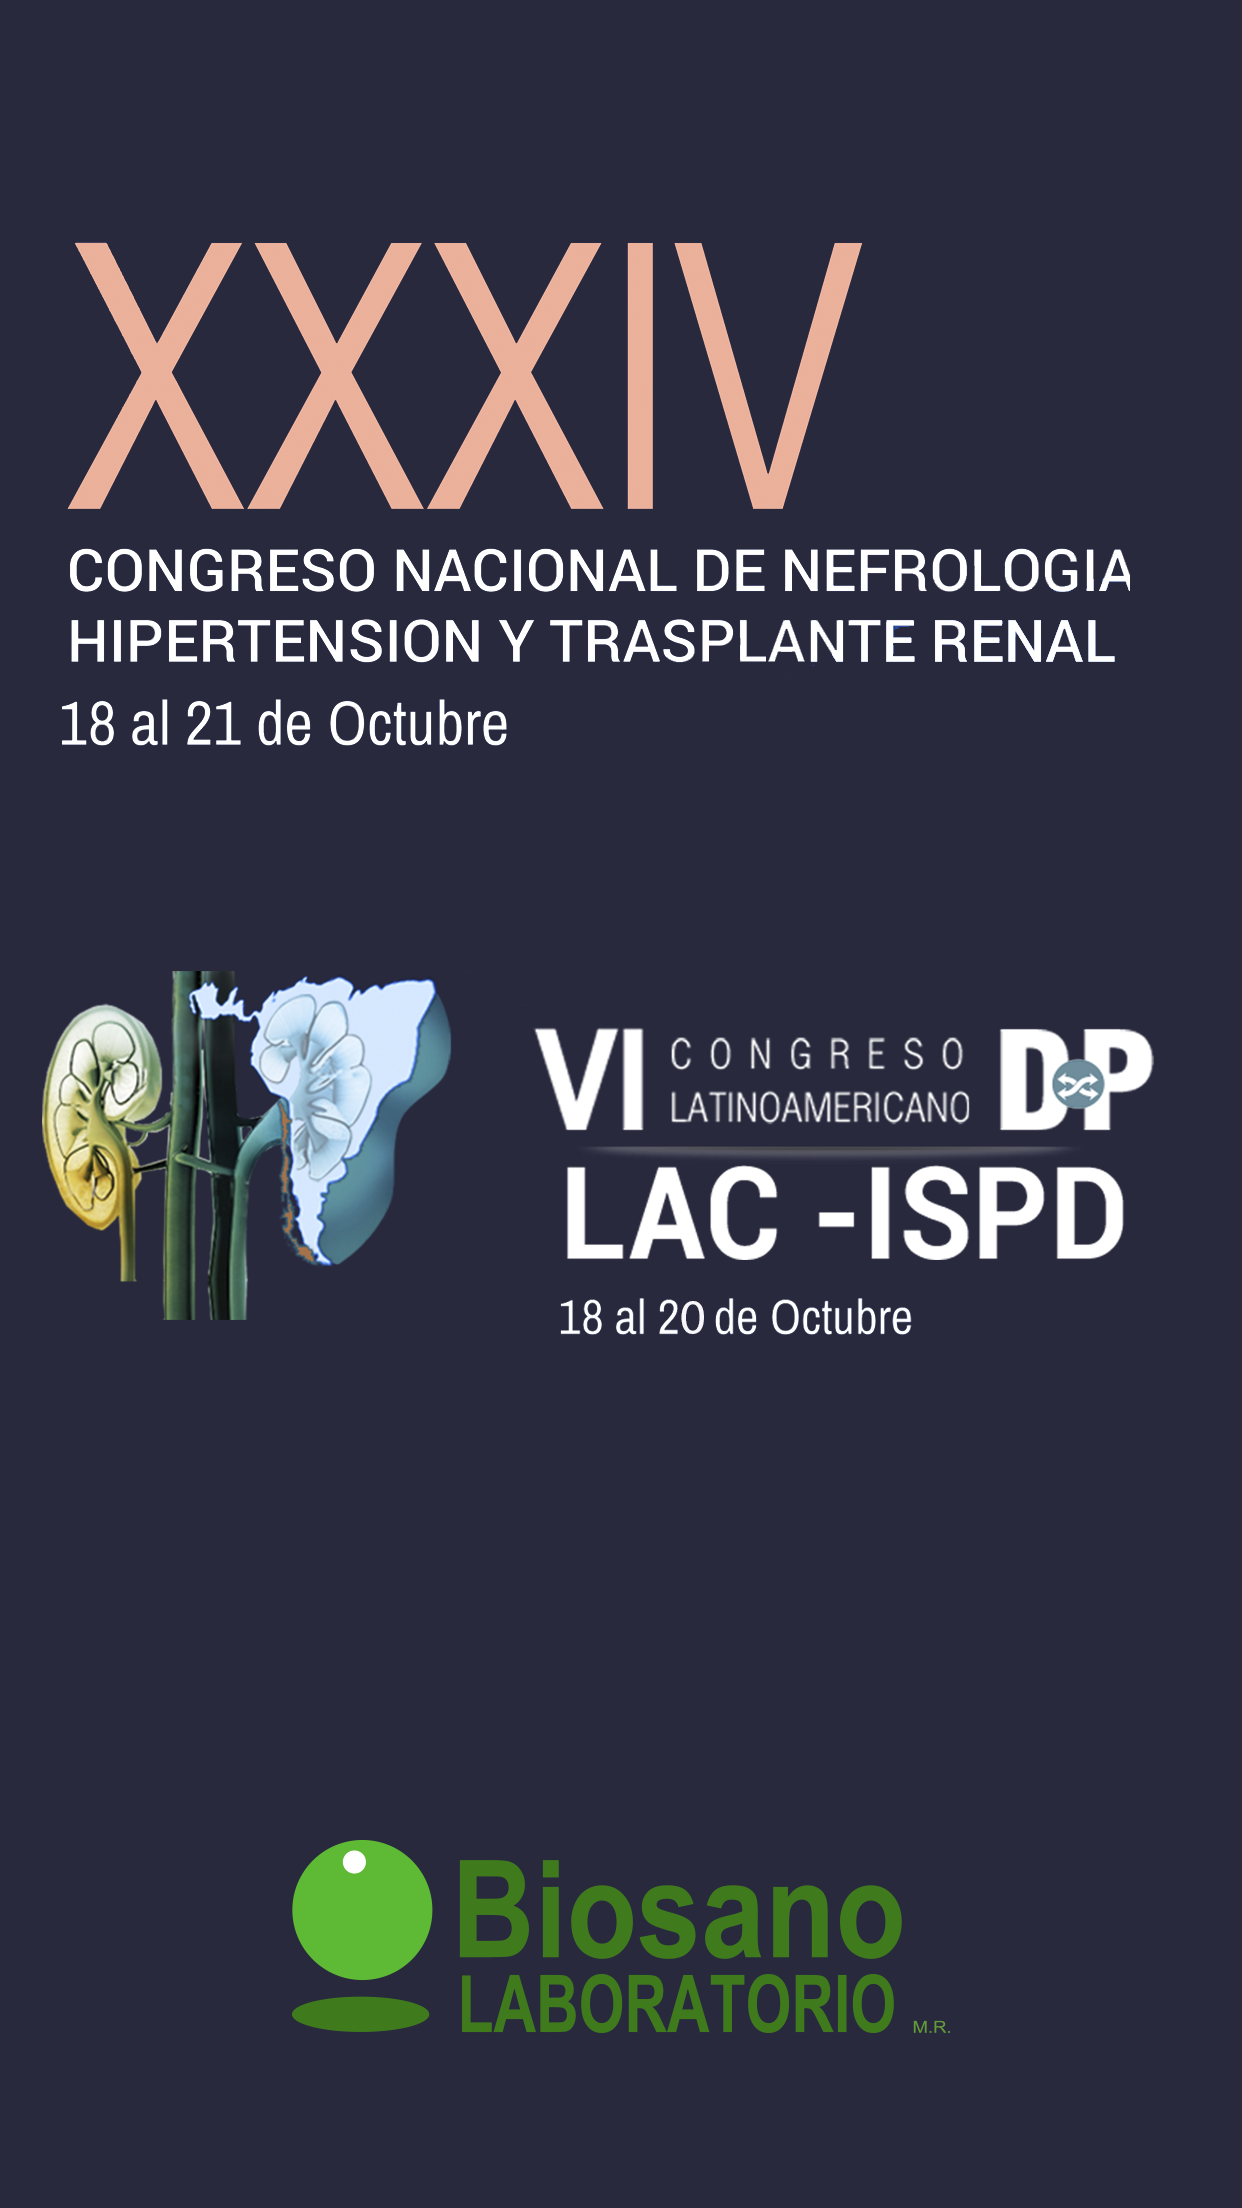 XXXIV
CONGRESO NACIONAL DE NEFROLOGIA
HIPERTENSION Y TRASPLANTE RENAL
18 al 21 de Octubre
VI CONGRESO LATINOAMERICANO DP
LAC -ISPD
18 al 20 de Octubre
Biosano
LABORATORIO M.R.